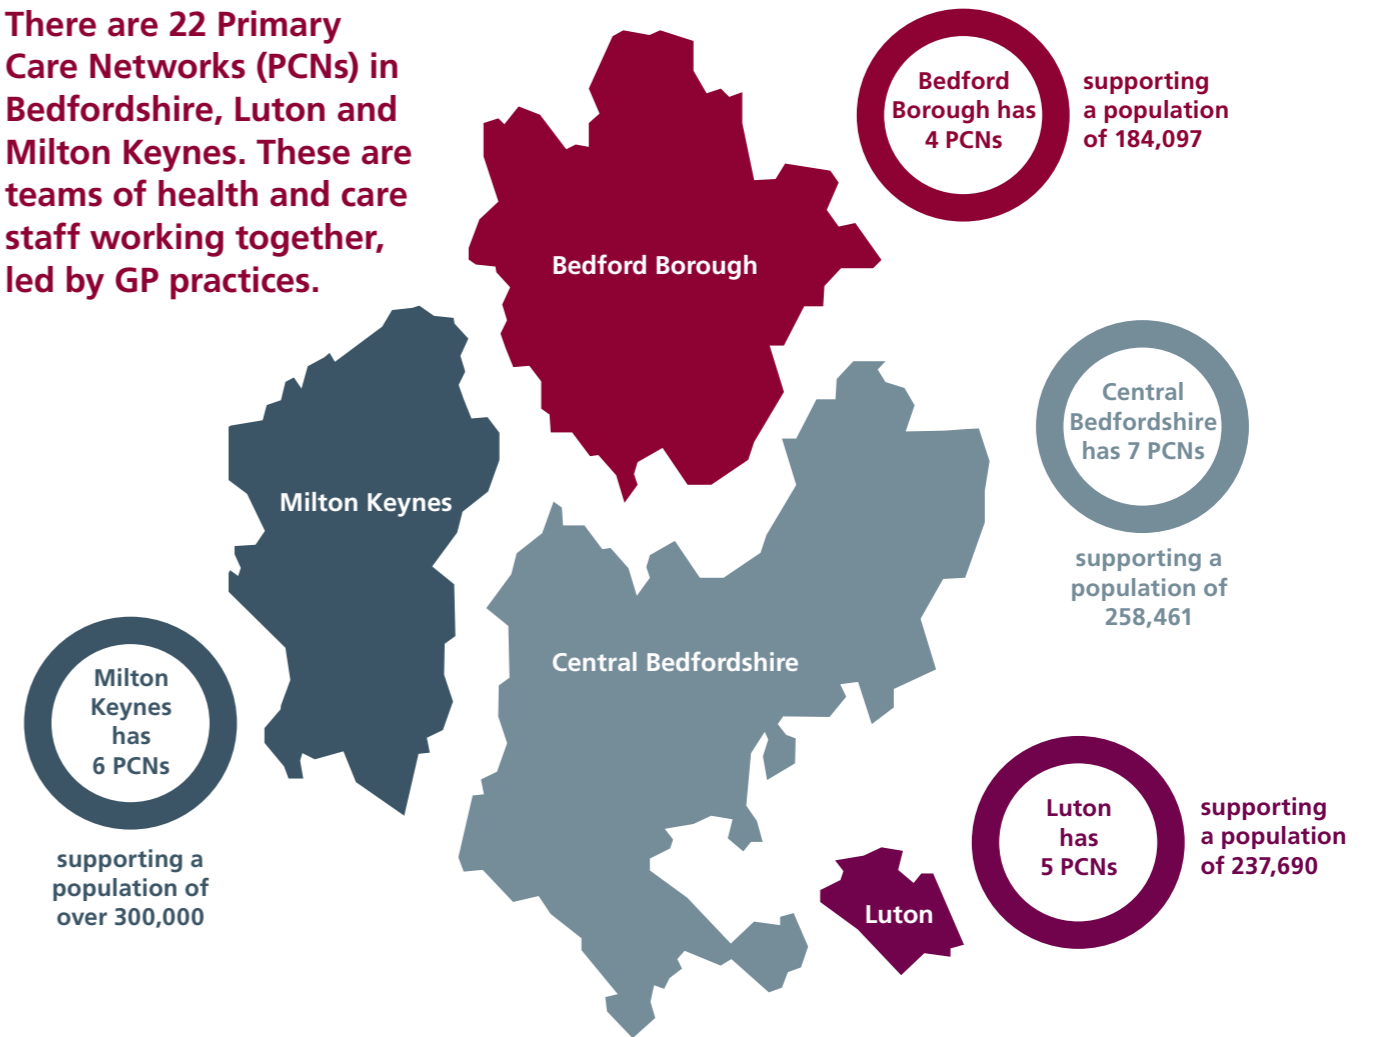 There are 22 Primary
Care Networks (PCNs) in
Bedfordshire, Luton and
Milton Keynes. These are
teams of health and care
staff working together,
led by GP practices.
Bedford
Borough has
4 PCNs
supporting
a population
of 184,097
Bedford Borough
Central
Bedfordshire
has 7 PCNs
supporting a
population of
258,461
Milton Keynes
Central Bedfordshire
Milton
Keynes
has
6 PCNs
supporting a
population of
over 300,000
Luton
has
5 PCNs
supporting
a population
of 237,690
Luton